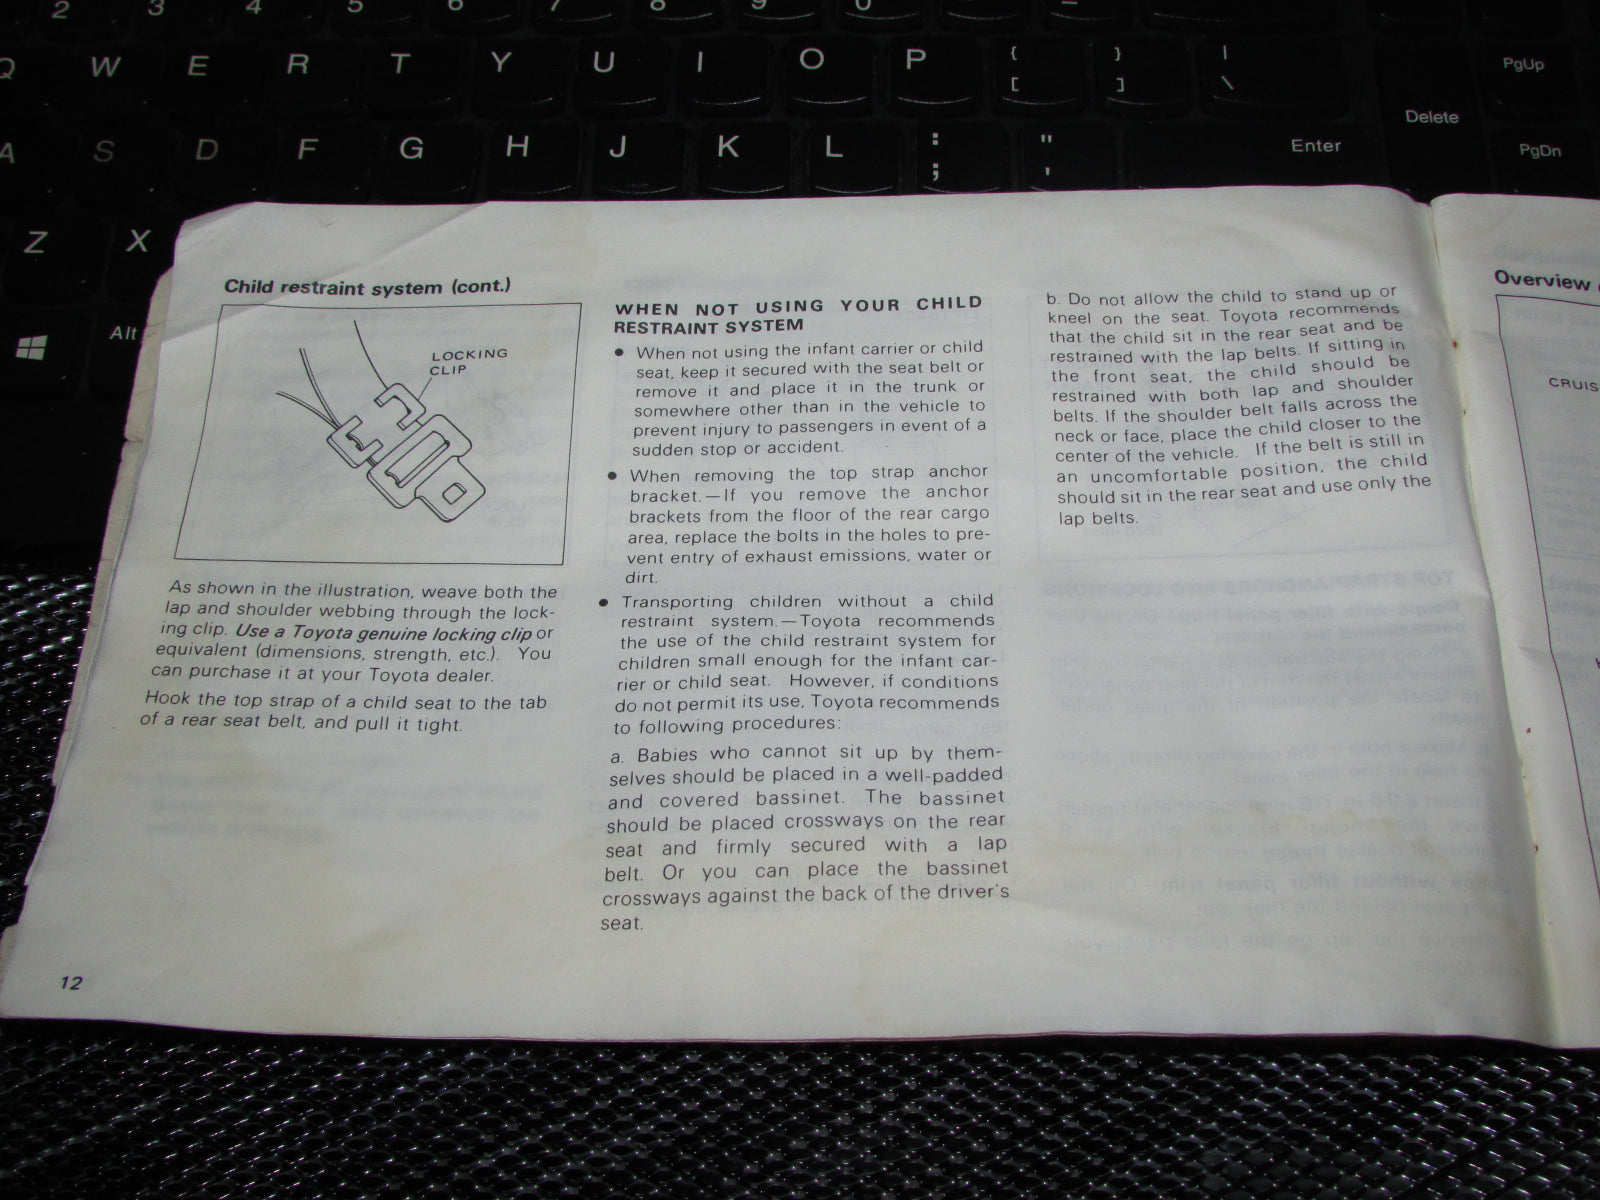 2 3 4 5 6 7 8 9 0
Q W E R T Y U I O P { [ } ] | \ Delete PgUp
A S D F G H J K L : ; " ' Enter PgDn
Z X
Alt
Child restraint system (cont.)
LOCKING
CLIP
As shown in the illustration, weave both the
lap and shoulder webbing through the lock-
ing clip. Use a Toyota genuine locking clip or
equivalent (dimensions, strength, etc.). You
can purchase it at your Toyota dealer.
Hook the top strap of a child seat to the tab
of a rear seat belt, and pull it tight.
12
WHEN NOT USING YOUR CHILD
RESTRAINT SYSTEM
● When not using the infant carrier or child
seat, keep it secured with the seat belt or
remove it and place it in the trunk or
somewhere other than in the vehicle to
prevent injury to passengers in event of a
sudden stop or accident.
● When removing the top strap anchor
bracket.—If you remove the anchor
brackets from the floor of the rear cargo
area, replace the bolts in the holes to pre-
vent entry of exhaust emissions, water or
dirt.
● Transporting children without a child
restraint system.—Toyota recommends
the use of the child restraint system for
children small enough for the infant car-
rier or child seat. However, if conditions
do not permit its use, Toyota recommends
to following procedures:
a. Babies who cannot sit up by them-
selves should be placed in a well-padded
and covered bassinet. The bassinet
should be placed crossways on the rear
seat and firmly secured with a lap
belt. Or you can place the bassinet
crossways against the back of the driver's
seat.
b. Do not allow the child to stand up or
kneel on the seat. Toyota recommends
that the child sit in the rear seat and be
restrained with the lap belts. If sitting in
the front seat, the child should be
restrained with both lap and shoulder
belts. If the shoulder belt falls across the
neck or face, place the child closer to the
center of the vehicle. If the belt is still in
an uncomfortable position, the child
should sit in the rear seat and use only the
lap belts.
Overview
CRUIS